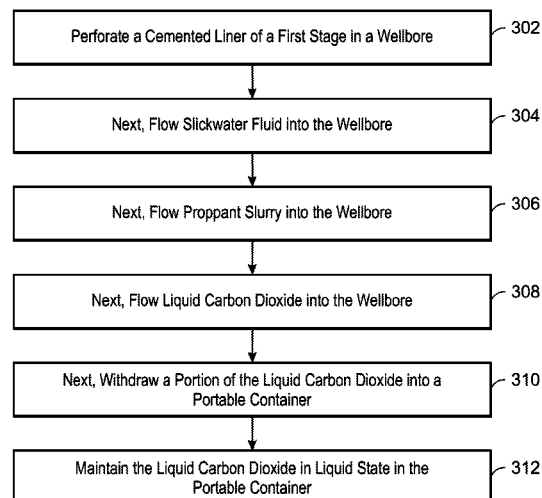 Perforate a Cemented Liner of a First Stage in a Wellbore
302
Next, Flow Slickwater Fluid into the Wellbore
304
Next, Flow Proppant Slurry into the Wellbore
306
Next, Flow Liquid Carbon Dioxide into the Wellbore
308
Next, Withdraw a Portion of the Liquid Carbon Dioxide into a
Portable Container
310
Maintain the Liquid Carbon Dioxide in Liquid State in the
Portable Container
312